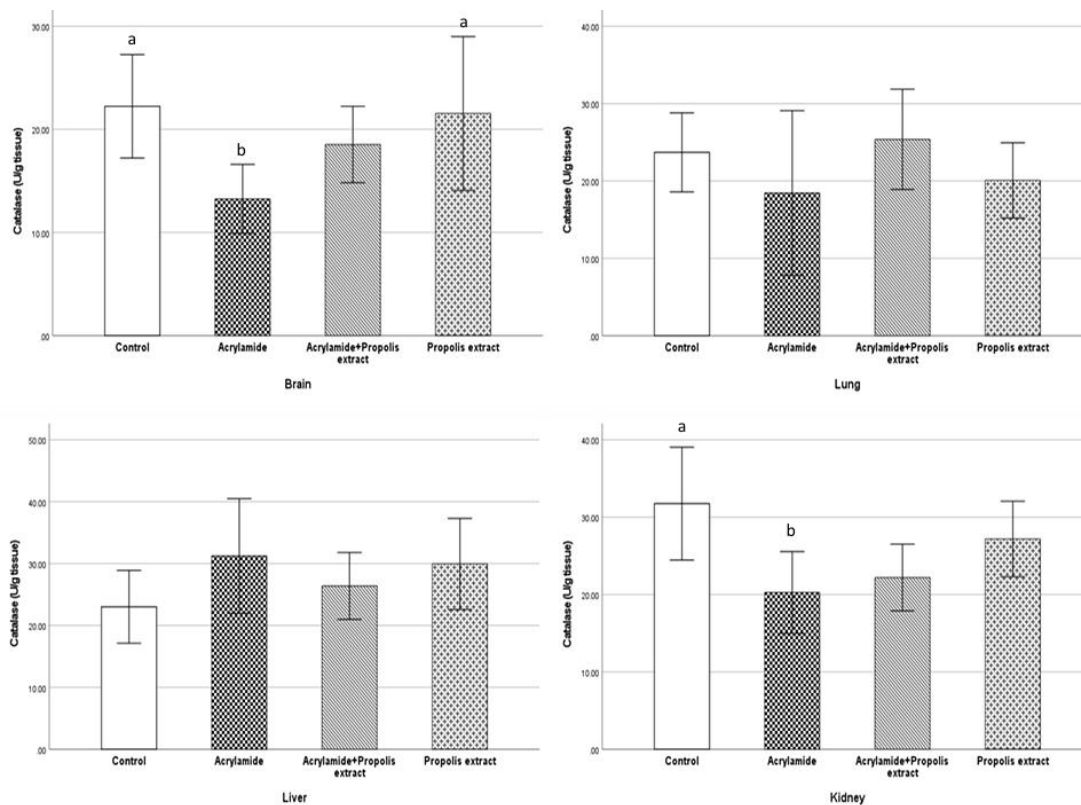 a
a
b
30.00
20.00
10.00
.00
Catalase (U/g tissue)
Control
Acrylamide
Acrylamide+Propolis
extract
Propolis extract
Brain
40.00
30.00
20.00
10.00
.00
Catalase (U/g tissue)
Control
Acrylamide
Acrylamide+Propolis
extract
Propolis extract
Lung
50.00
40.00
30.00
20.00
10.00
.00
Catalase (U/g tissue)
Control
Acrylamide
Acrylamide+Propolis
extract
Propolis extract
Liver
a
b
40.00
30.00
20.00
10.00
.00
Catalase (U/g tissue)
Control
Acrylamide
Acrylamide+Propolis
extract
Propolis extract
Kidney